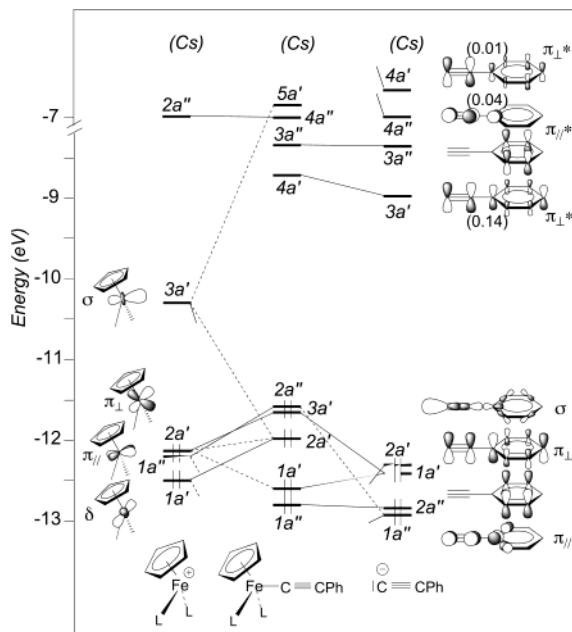 (Cs) (Cs) (Cs)
(0.01) π⊥*
4a'
5a'
2a"
-7
4a"
4a"
(0.04)
π//*
-8
3a"
3a"
4a'
-9
3a'
(0.14)
π⊥*
Energy (eV)
-10
σ
3a'
-11
π⊥
2a"
3a'
σ
-12
π//
2a'
1a"
2a'
1a'
π⊥
δ
1a'
1a'
2a"
-13
1a"
1a"
π//
Fe ⊕
L
L
Fe—C≡CPh
L
L
⊖
|C≡CPh